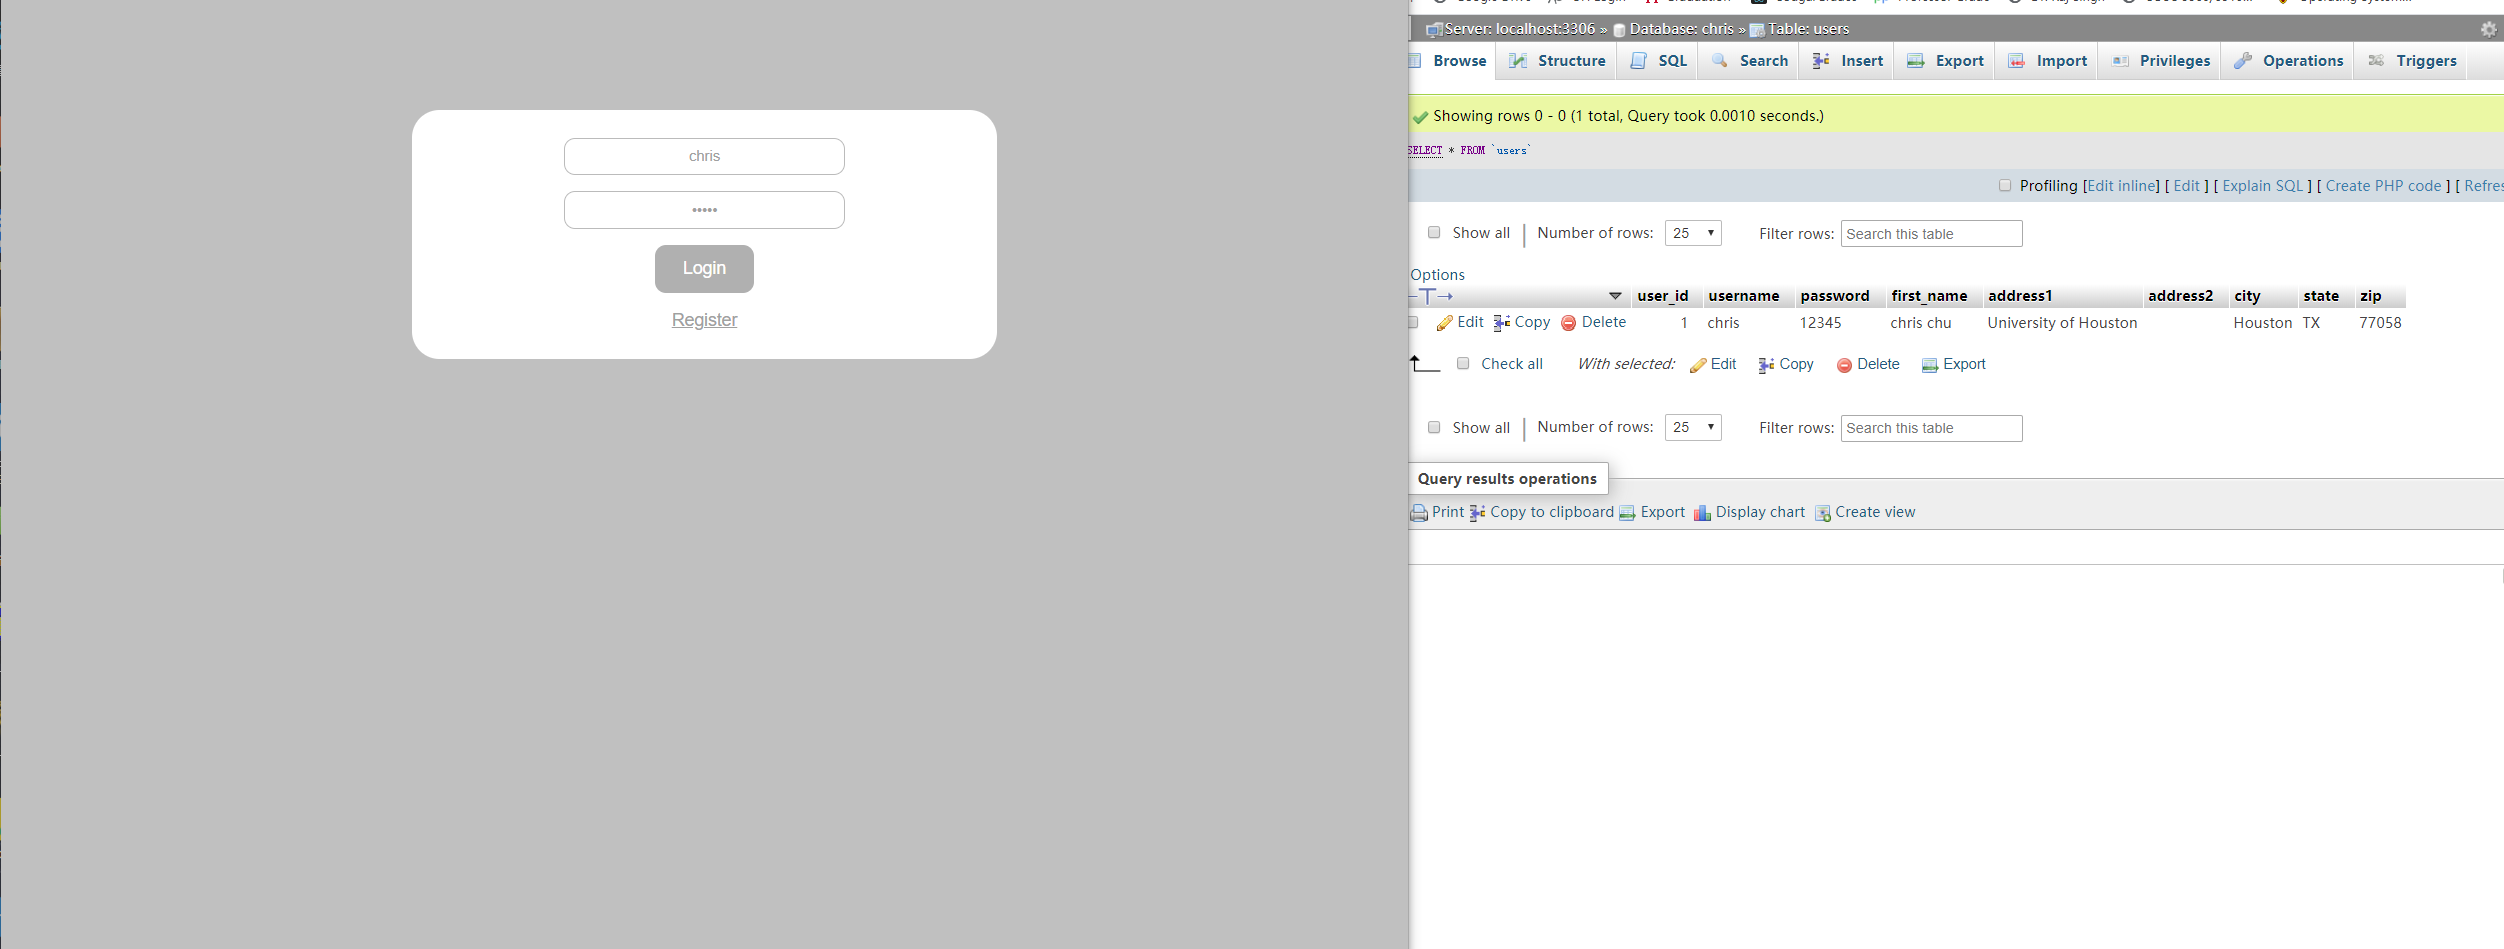 chris
•••••
Login
Register
Server: localhost:3306 » Database: chris » Table: users
Browse Structure SQL Search Insert Export Import Privileges Operations Triggers
Showing rows 0 - 0 (1 total, Query took 0.0010 seconds.)
SELECT * FROM `users`
Profiling [Edit inline] [ Edit ] [ Explain SQL ] [ Create PHP code ] [ Refres
Show all Number of rows: 25 Filter rows: Search this table
Options
user_id username password first_name address1 address2 city state zip
Edit Copy Delete 1 chris 12345 chris chu University of Houston Houston TX 77058
Check all With selected: Edit Copy Delete Export
Show all Number of rows: 25 Filter rows: Search this table
Query results operations
Print Copy to clipboard Export Display chart Create view